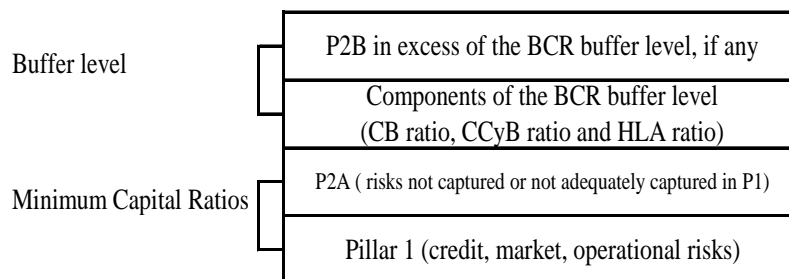 P2B in excess of the BCR buffer level, if any
Buffer level
Components of the BCR buffer level
(CB ratio, CCyB ratio and HLA ratio)
P2A ( risks not captured or not adequately captured in P1)
Minimum Capital Ratios
Pillar 1 (credit, market, operational risks)